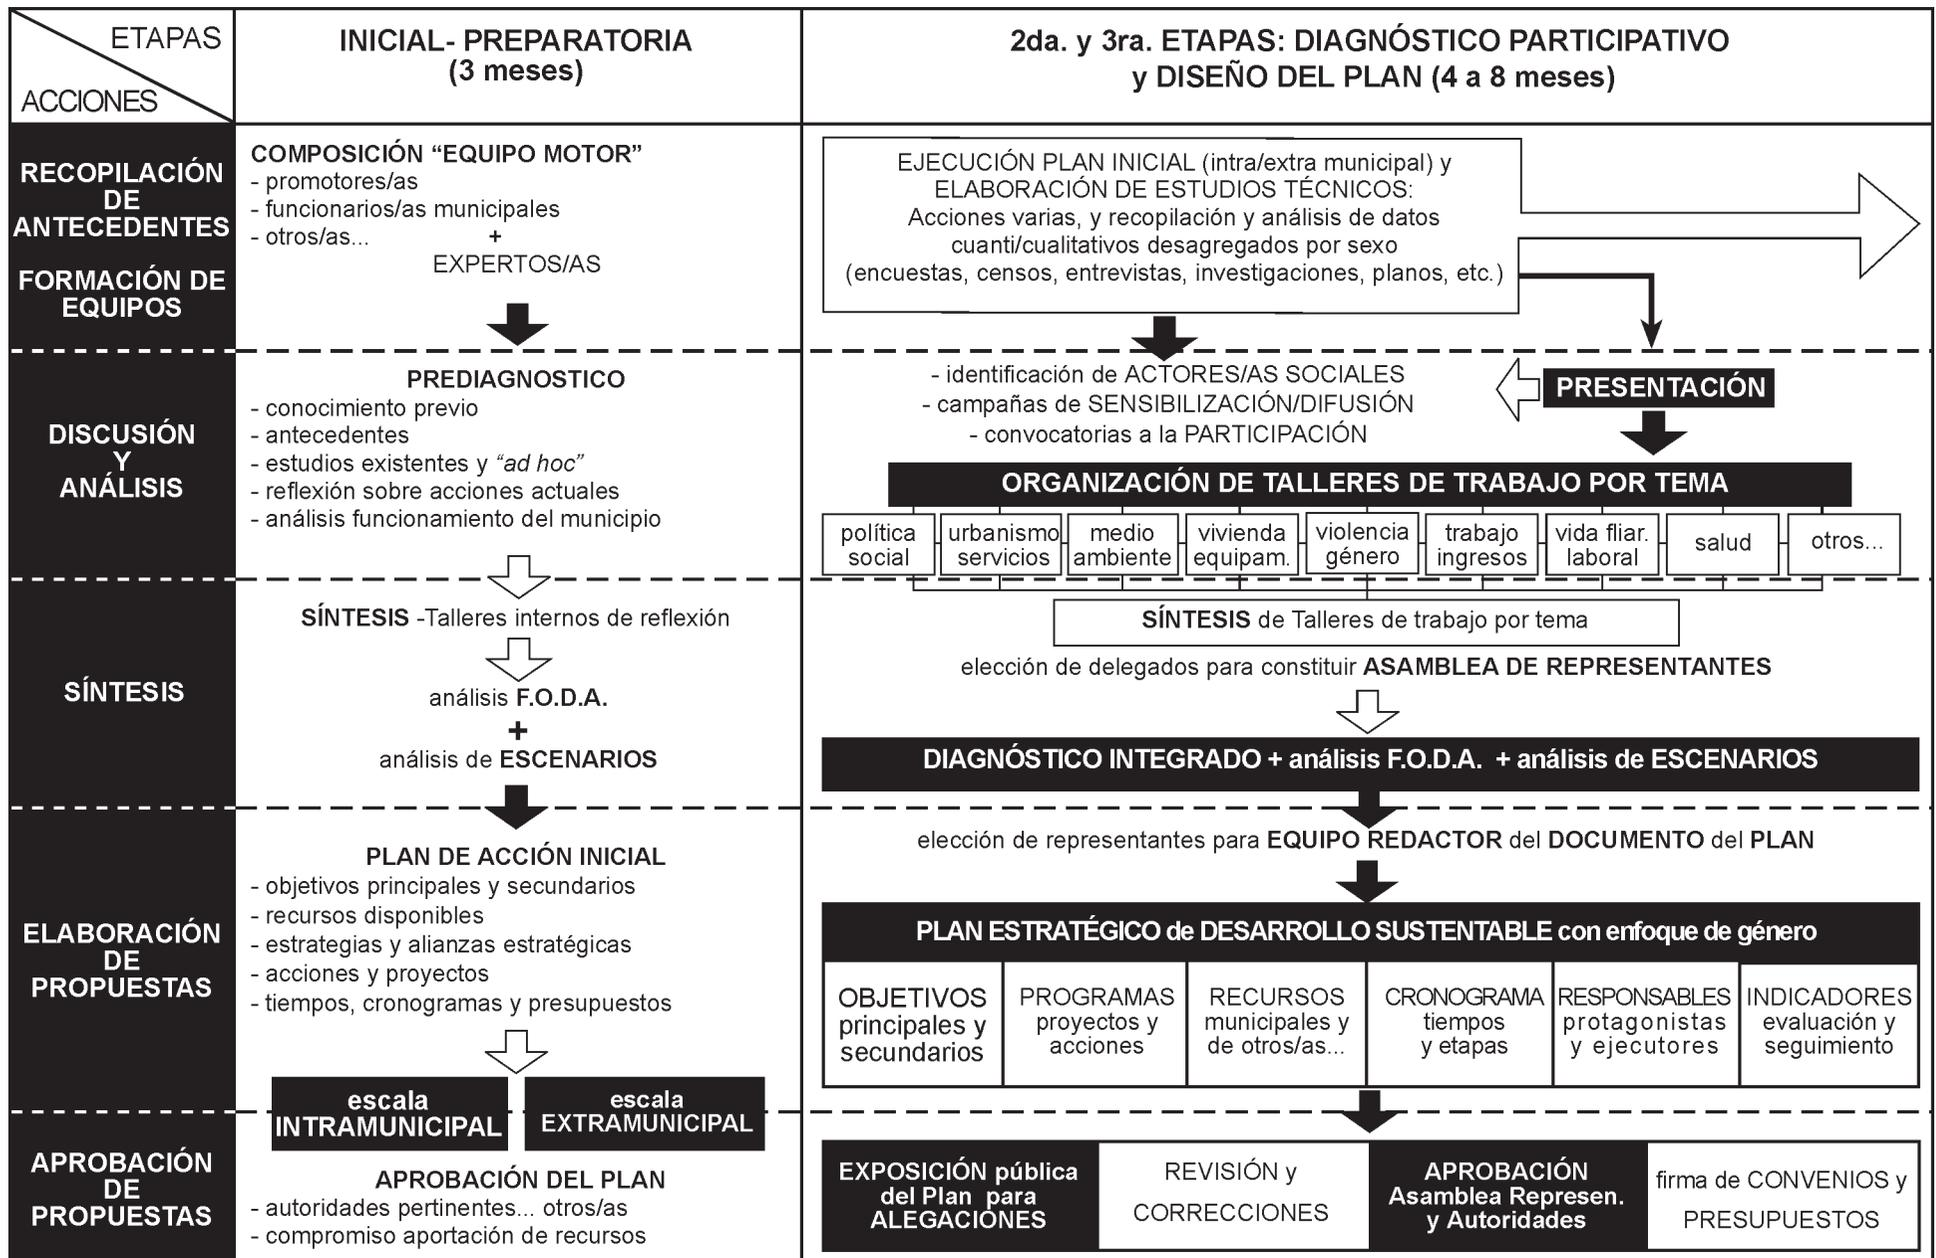 ETAPAS
ACCIONES
INICIAL- PREPARATORIA
(3 meses)
2da. y 3ra. ETAPAS: DIAGNÓSTICO PARTICIPATIVO
y DISEÑO DEL PLAN (4 a 8 meses)
RECOPILACIÓN
DE
ANTECEDENTES
FORMACIÓN DE
EQUIPOS
COMPOSICIÓN “EQUIPO MOTOR”
- promotores/as
- funcionarios/as municipales
- otros/as...
+
EXPERTOS/AS
EJECUCIÓN PLAN INICIAL (intra/extra municipal) y
ELABORACIÓN DE ESTUDIOS TÉCNICOS:
Acciones varias, y recopilación y análisis de datos
cuanti/cualitativos desagregados por sexo
(encuestas, censos, entrevistas, investigaciones, planos, etc.)
DISCUSIÓN
Y
ANÁLISIS
PREDIAGNOSTICO
- conocimiento previo
- antecedentes
- estudios existentes y “ad hoc”
- reflexión sobre acciones actuales
- análisis funcionamiento del municipio
- identificación de ACTORES/AS SOCIALES
- campañas de SENSIBILIZACIÓN/DIFUSIÓN
- convocatorias a la PARTICIPACIÓN
PRESENTACIÓN
ORGANIZACIÓN DE TALLERES DE TRABAJO POR TEMA
política
social
urbanismo
servicios
medio
ambiente
vivienda
equipam.
violencia
género
trabajo
ingresos
vida fliar.
laboral
salud
otros...
SÍNTESIS
SÍNTESIS -Talleres internos de reflexión
análisis F.O.D.A.
+
análisis de ESCENARIOS
SÍNTESIS de Talleres de trabajo por tema
elección de delegados para constituir ASAMBLEA DE REPRESENTANTES
DIAGNÓSTICO INTEGRADO + análisis F.O.D.A. + análisis de ESCENARIOS
ELABORACIÓN
DE
PROPUESTAS
PLAN DE ACCIÓN INICIAL
- objetivos principales y secundarios
- recursos disponibles
- estrategias y alianzas estratégicas
- acciones y proyectos
- tiempos, cronogramas y presupuestos
escala
INTRAMUNICIPAL
escala
EXTRAMUNICIPAL
elección de representantes para EQUIPO REDACTOR del DOCUMENTO del PLAN
PLAN ESTRATÉGICO de DESARROLLO SUSTENTABLE con enfoque de género
OBJETIVOS
principales y
secundarios
PROGRAMAS
proyectos y
acciones
RECURSOS
municipales y
de otros/as...
CRONOGRAMA
tiempos
y etapas
RESPONSABLES
protagonistas
y ejecutores
INDICADORES
evaluación y
seguimiento
APROBACIÓN
DE
PROPUESTAS
APROBACIÓN DEL PLAN
- autoridades pertinentes... otros/as
- compromiso aportación de recursos
EXPOSICIÓN pública
del Plan para
ALEGACIONES
REVISIÓN y
CORRECCIONES
APROBACIÓN
Asamblea Represen.
y Autoridades
firma de CONVENIOS y
PRESUPUESTOS